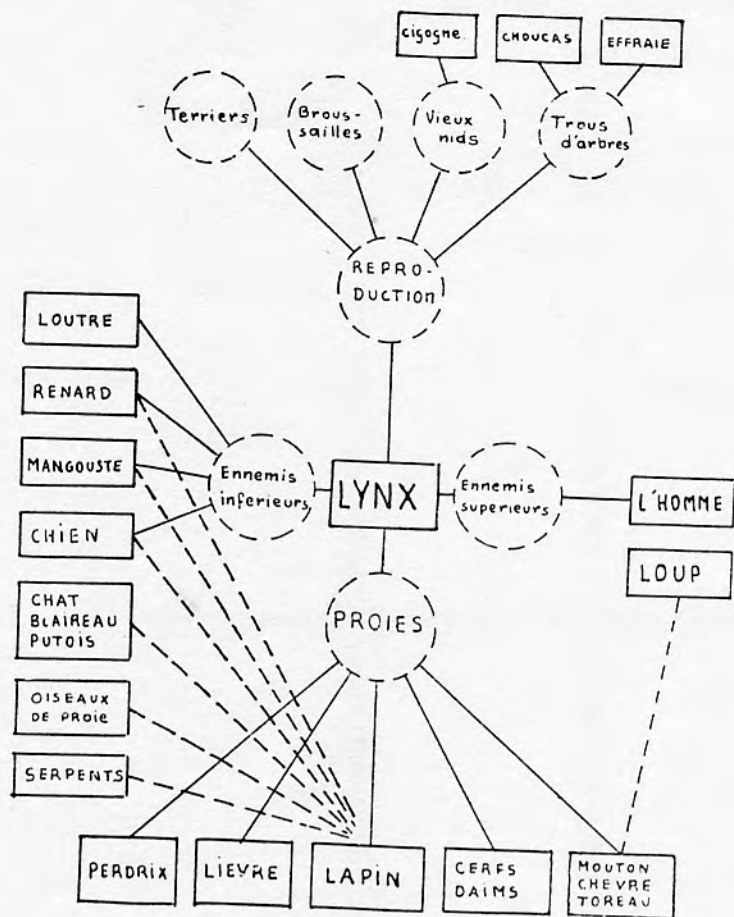 cigogne
CHOUCAS
EFFRAIE
Terriers
Brous-
sailles
Vieux
nids
Trous
d'arbres
REPRO-
DUCTION
LOUTRE
RENARD
MANGOUSTE
CHIEN
CHAT
BLAIREAU
PUTOIS
OISEAUX
DE PROIE
SERPENTS
Ennemis
inferieurs
LYNX
Ennemis
superieurs
L'HOMME
LOUP
PROIES
PERDRIX
LIEVRE
LAPIN
CERFS
DAIMS
MOUTON
CHEVRE
TOREAU